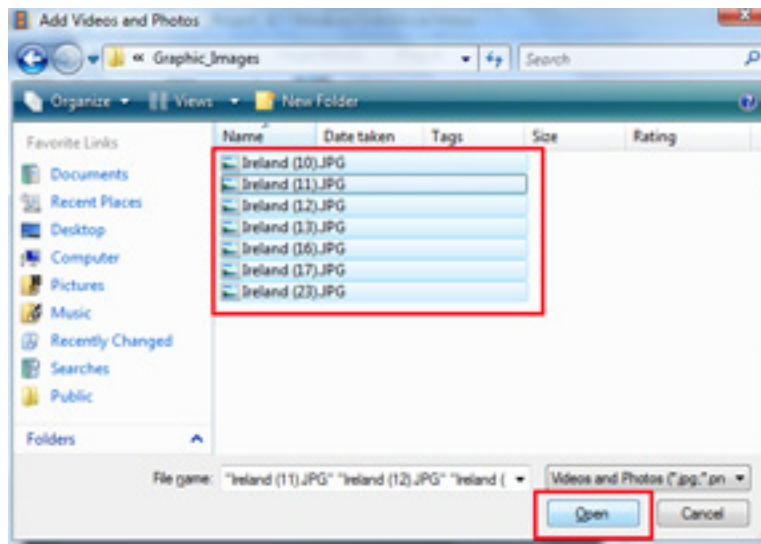 Add Videos and Photos
« Graphic_Images Search
Organize Views New Folder
Favorite Links
Name Date taken Tags Size Rating
Documents
Recent Places
Desktop
Computer
Pictures
Music
Recently Changed
Searches
Public
Ireland (10).JPG
Ireland (11).JPG
Ireland (12).JPG
Ireland (13).JPG
Ireland (16).JPG
Ireland (17).JPG
Ireland (23).JPG
Folders
File name: "Ireland (11).JPG" "Ireland (12).JPG" "Ireland ( Videos and Photos (*.jpg;*.pn
Open Cancel